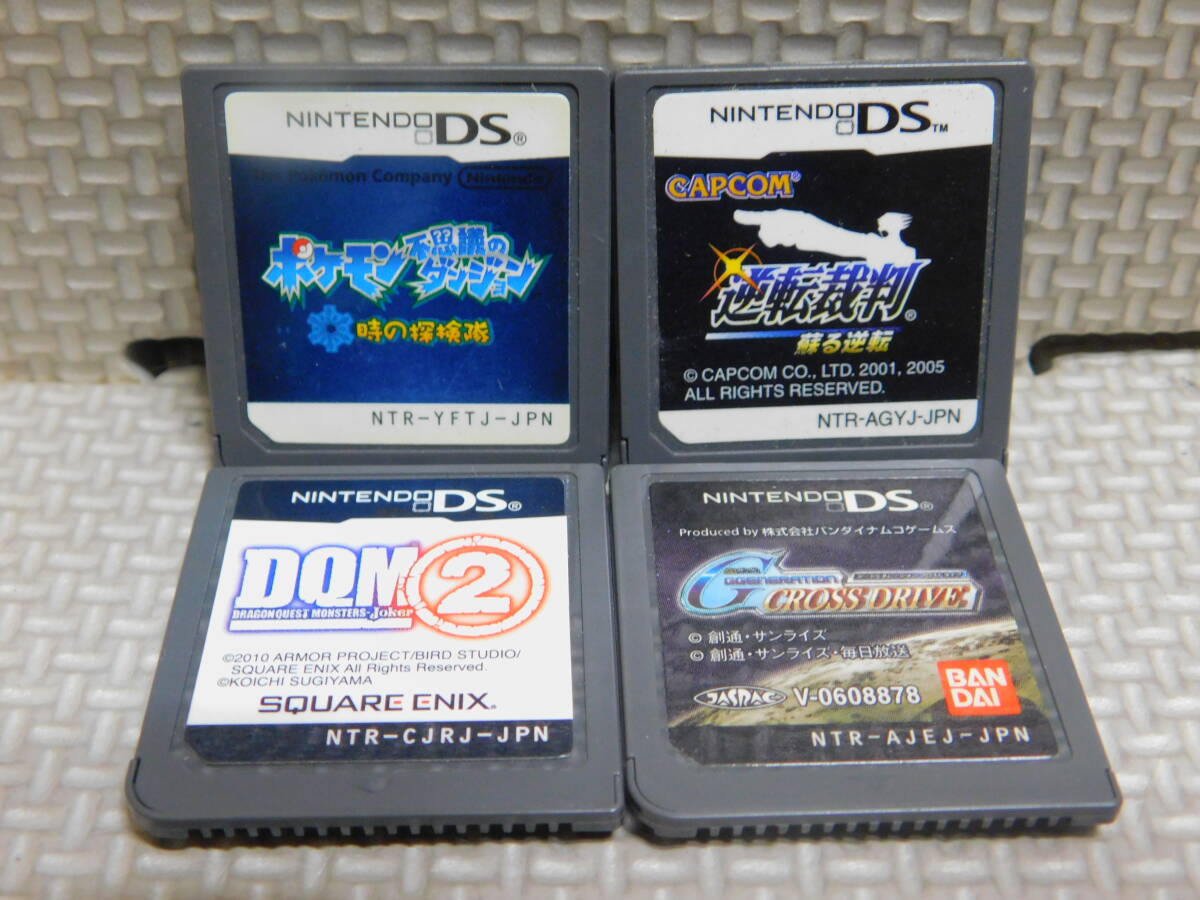 NINTENDO DS®
The Pokémon Company Nintendo
ポケモン不思議のダンジョン
時の探検隊
NTR-YFTJ-JPN
NINTENDO DS™
CAPCOM®
逆転裁判®
蘇る逆転
© CAPCOM CO., LTD. 2001, 2005
ALL RIGHTS RESERVED.
NTR-AGYJ-JPN
NINTENDO DS®
DQM 2
DRAGONQUEST MONSTERS-Joker
©2010 ARMOR PROJECT/BIRD STUDIO/
SQUARE ENIX All Rights Reserved.
©KOICHI SUGIYAMA
SQUARE ENIX®
NTR-CJRJ-JPN
NINTENDO DS®
Produced by 株式会社バンダイナムコゲームス
GGENERATION
CROSS DRIVE
© 創通・サンライズ
© 創通・サンライズ・毎日放送
JASRAC V-0608878
BAN
DAI
NTR-AJEJ-JPN